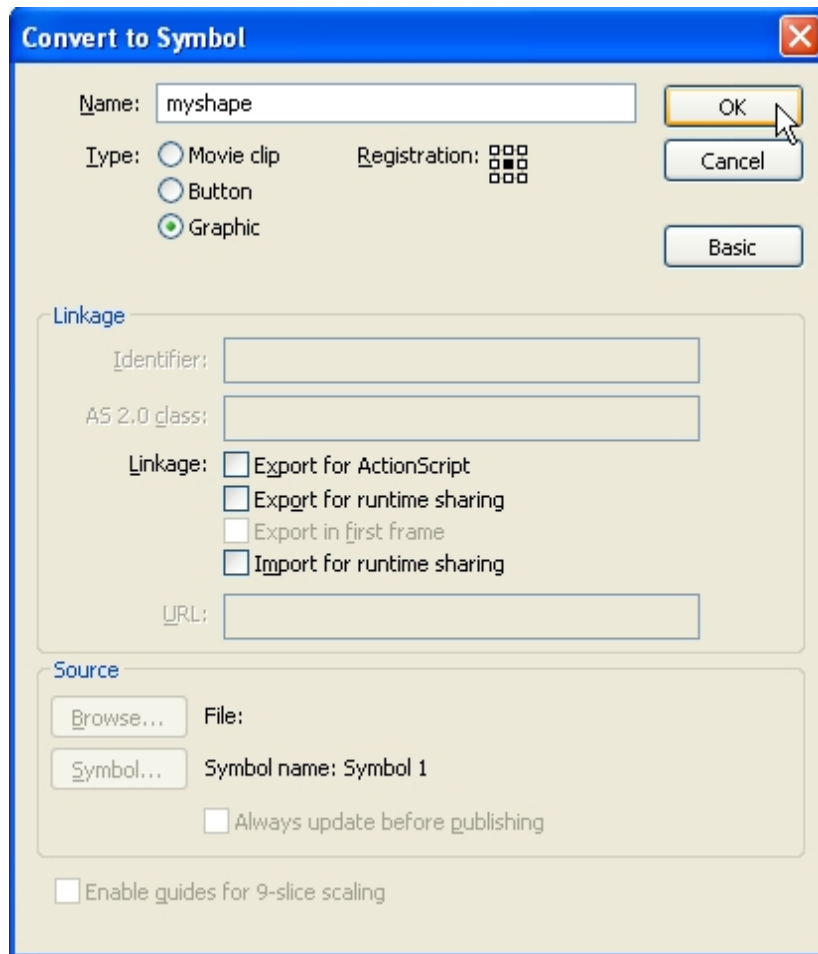 Convert to Symbol
Name: myshape OK
Type: Movie clip Registration: Cancel
Button
Graphic
Basic
Linkage
Identifier:
AS 2.0 class:
Linkage: Export for ActionScript
Export for runtime sharing
Export in first frame
Import for runtime sharing
URL:
Source
Browse... File:
Symbol... Symbol name: Symbol 1
Always update before publishing
Enable guides for 9-slice scaling